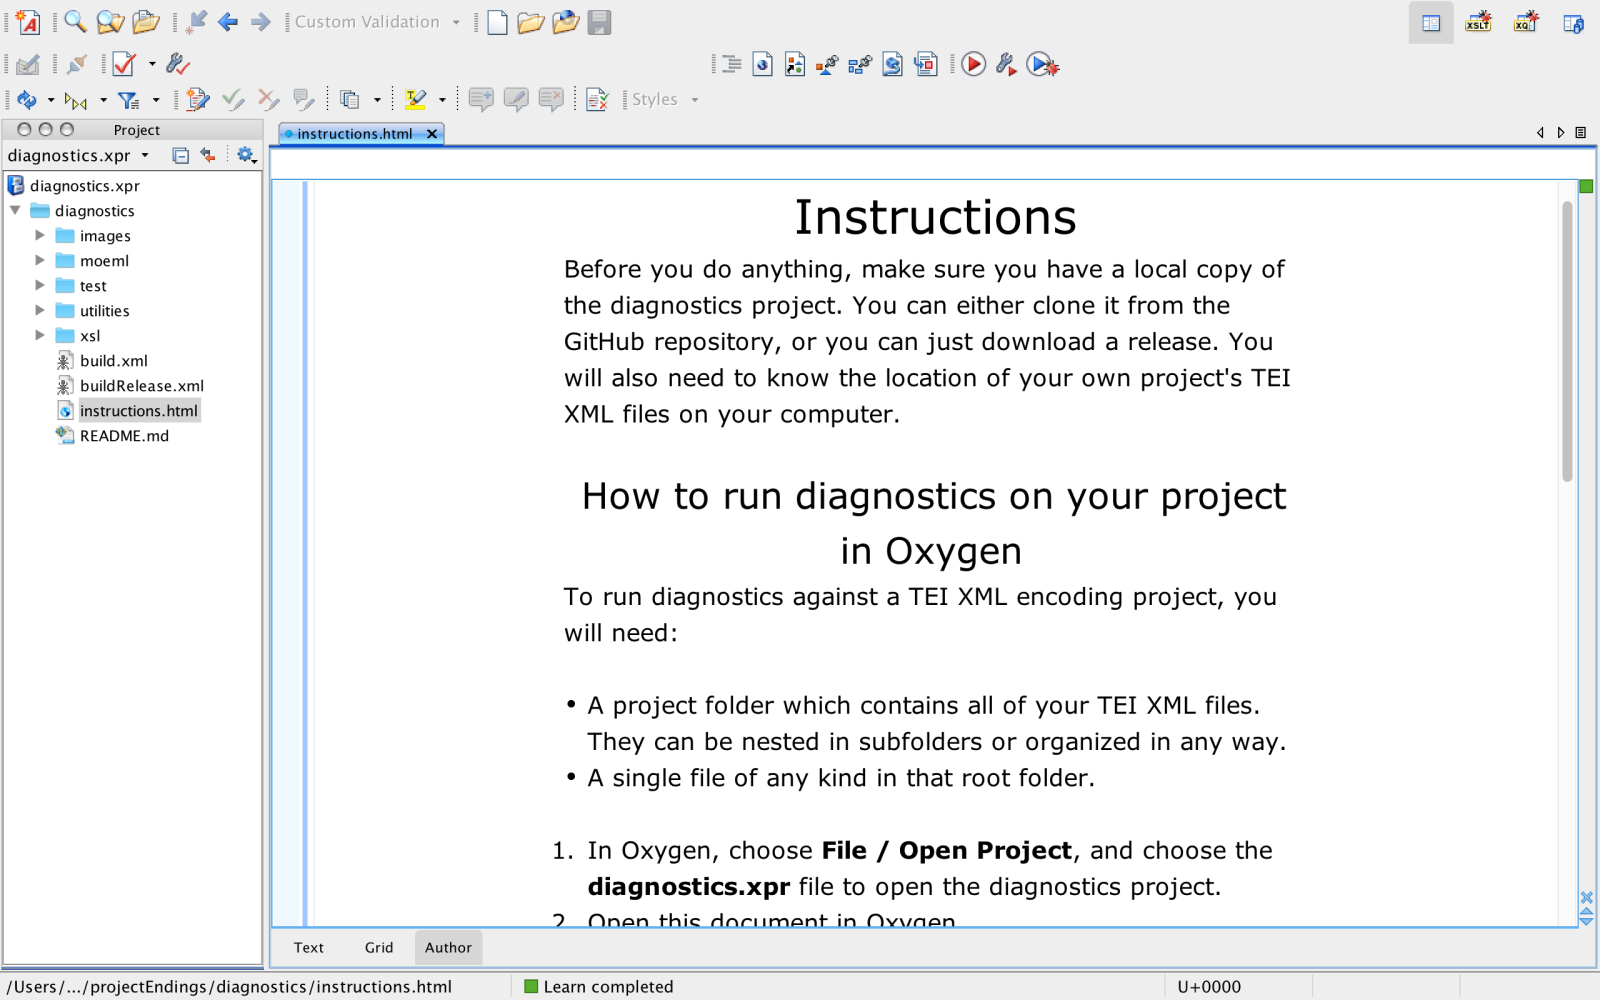 Custom Validation
Styles
Project
instructions.html
diagnostics.xpr
diagnostics.xpr
diagnostics
images
moeml
test
utilities
xsl
build.xml
buildRelease.xml
instructions.html
README.md
Instructions
Before you do anything, make sure you have a local copy of
the diagnostics project. You can either clone it from the
GitHub repository, or you can just download a release. You
will also need to know the location of your own project's TEI
XML files on your computer.
How to run diagnostics on your project
in Oxygen
To run diagnostics against a TEI XML encoding project, you
will need:
• A project folder which contains all of your TEI XML files.
They can be nested in subfolders or organized in any way.
• A single file of any kind in that root folder.
1. In Oxygen, choose File / Open Project, and choose the
diagnostics.xpr file to open the diagnostics project.
2. Open this document in Oxygen
Text Grid Author
/Users/.../projectEndings/diagnostics/instructions.html Learn completed U+0000